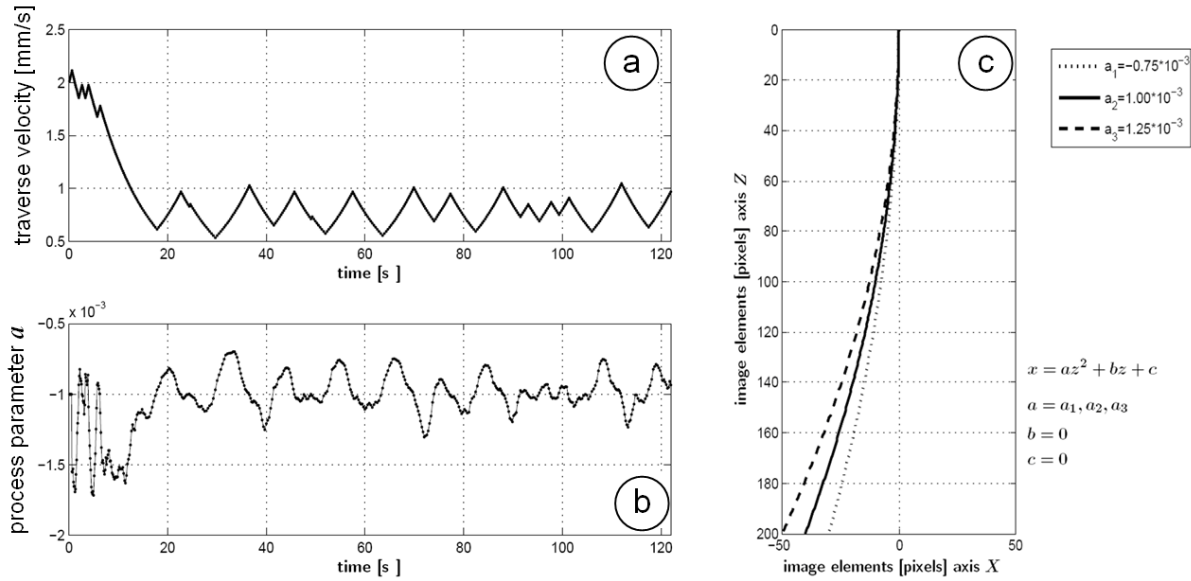 traverse velocity [mm/s]
2.5
2
1.5
1
0.5
0 20 40 60 80 100 120
time [s ]
a
x 10⁻³
process parameter a
−0.5
−1
−1.5
−2
0 20 40 60 80 100 120
time [s ]
b
image elements [pixels] axis Z
0
20
40
60
80
100
120
140
160
180
200
−50 0 50
image elements [pixels] axis X
c
a₁=−0.75*10⁻³
a₂=1.00*10⁻³
a₃=1.25*10⁻³
x = az² + bz + c
a = a₁, a₂, a₃
b = 0
c = 0